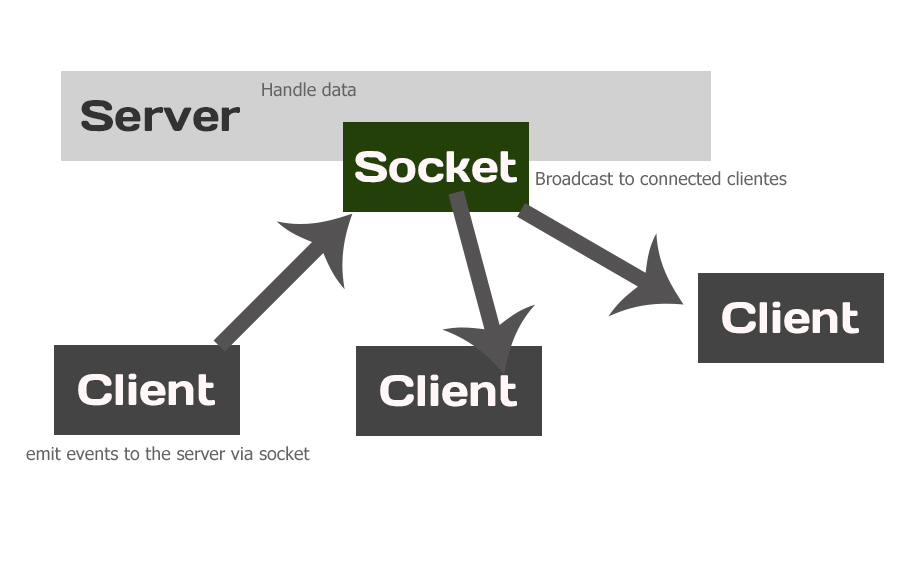 Handle data
Server
Socket
Broadcast to connected clientes
Client
Client
Client
emit events to the server via socket